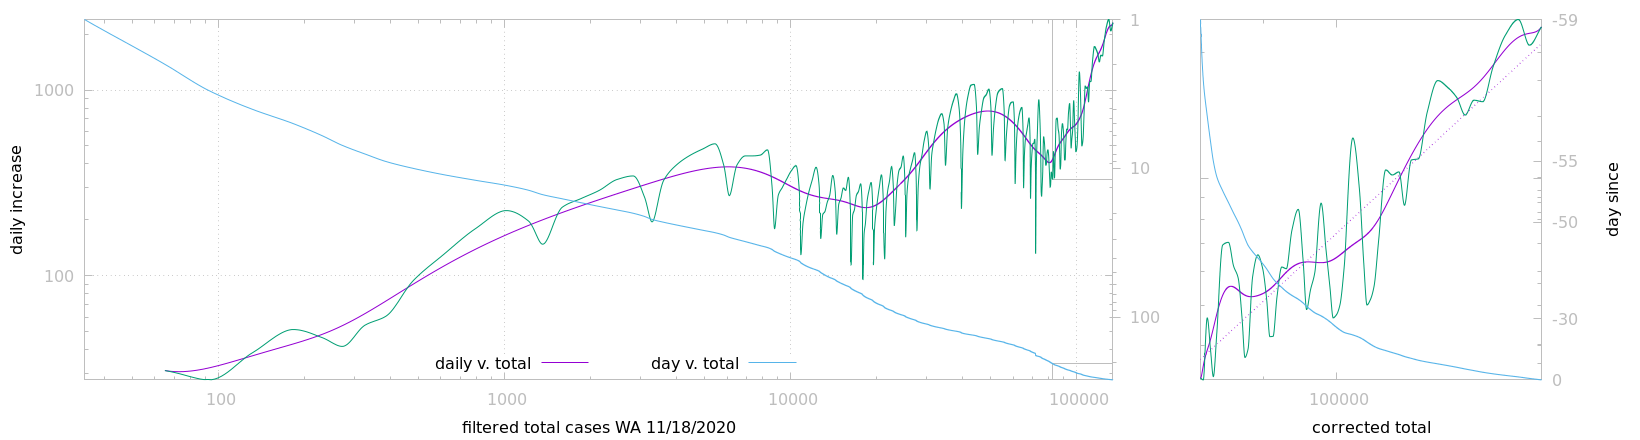 1
-59
1000
10
-55
daily increase
-50
day since
100
100
-30
daily v. total
day v. total
0
100
1000
10000
100000
100000
filtered total cases WA 11/18/2020
corrected total